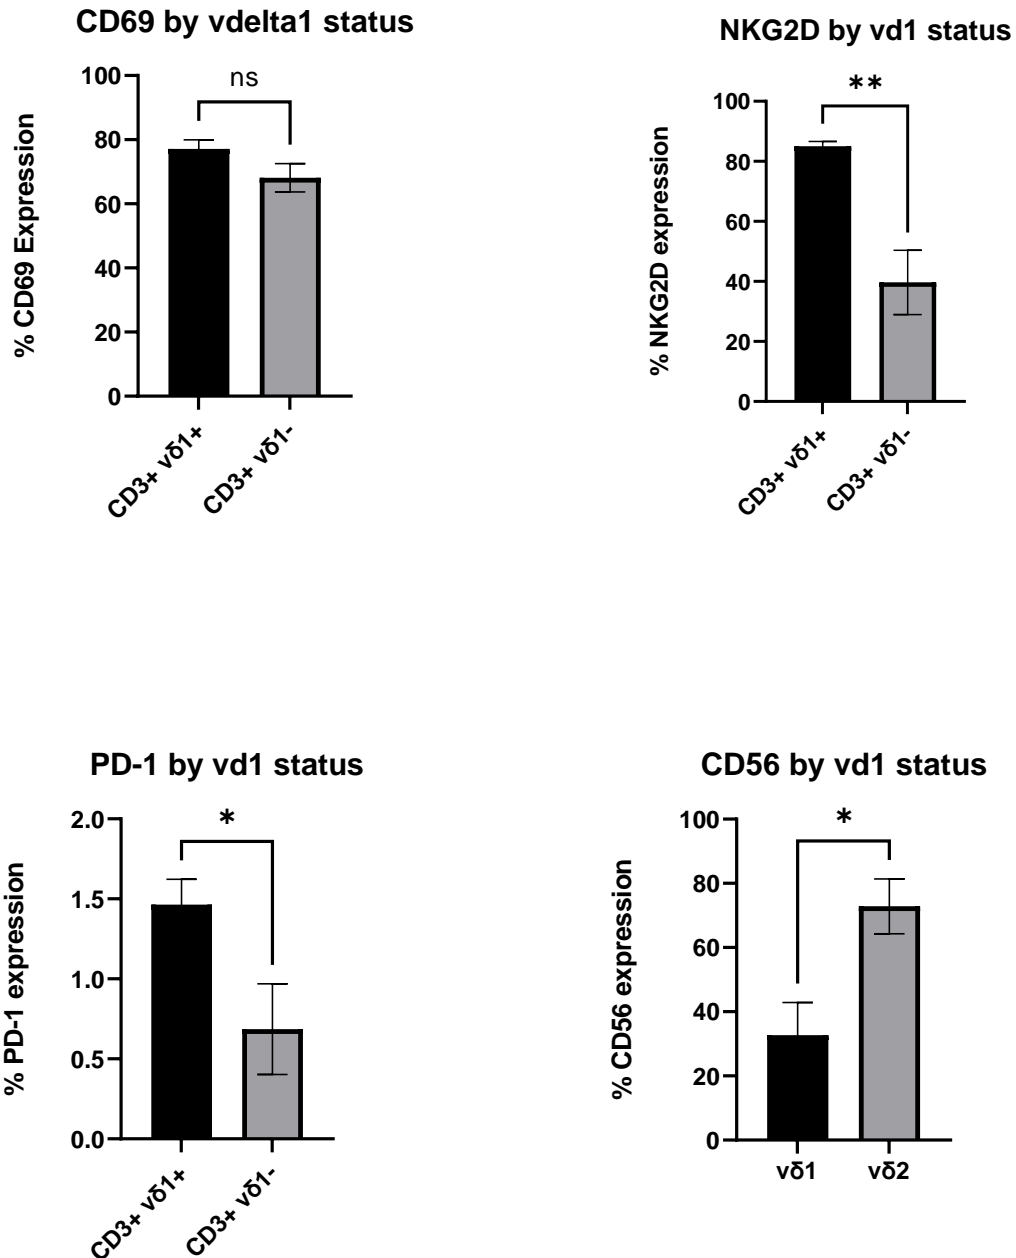 CD69 by vdelta1 status
ns
% CD69 Expression
100
80
60
40
20
0
CD3+ vδ1+
CD3+ vδ1-
NKG2D by vd1 status
**
% NKG2D expression
100
80
60
40
20
0
CD3+ vδ1+
CD3+ vδ1-
PD-1 by vd1 status
*
% PD-1 expression
2.0
1.5
1.0
0.5
0.0
CD3+ vδ1+
CD3+ vδ1-
CD56 by vd1 status
*
% CD56 expression
100
80
60
40
20
0
vδ1
vδ2